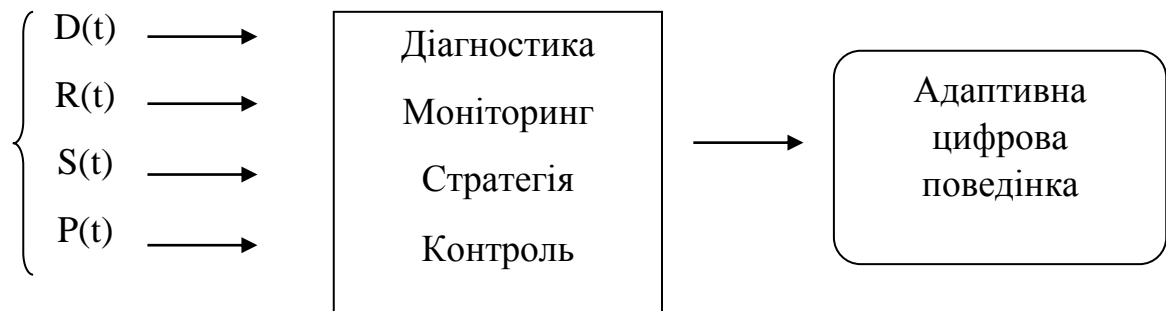 D(t)
R(t)
S(t)
P(t)
Діагностика
Моніторинг
Стратегія
Контроль
Адаптивна
цифрова
поведінка